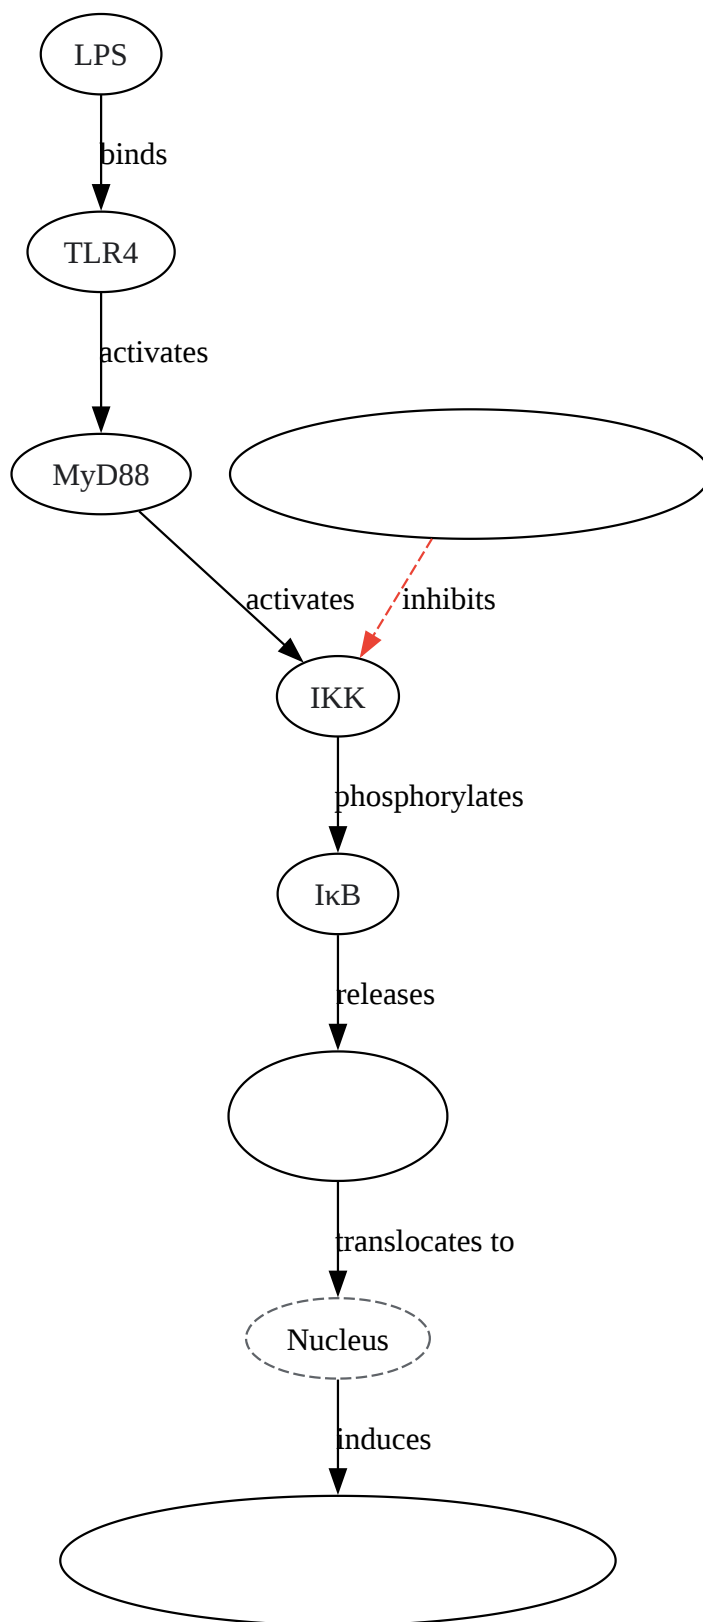 LPS
binds
TLR4
activates
MyD88
activates
inhibits
IKK
phosphorylates
IκB
releases
translocates to
Nucleus
induces